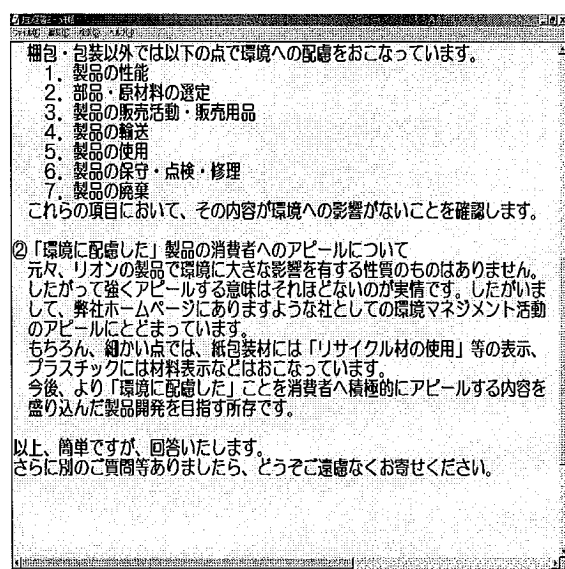 梱包・包装以外では以下の点で環境への配慮をおこなっています。
1．製品の性能
2．部品・原材料の選定
3．製品の販売活動・販売用品
4．製品の輸送
5．製品の使用
6．製品の保守・点検・修理
7．製品の廃棄
これらの項目において、その内容が環境への影響がないことを確認します。
②「環境に配慮した」製品の消費者へのアピールについて
元々、リオンの製品で環境に大きな影響を有する性質のものはありません。
したがって強くアピールする意味はそれほどないのが実情です。したがいま
して、弊社ホームページにありますような社としての環境マネジメント活動
のアピールにとどまっています。
もちろん、細かい点では、紙包装材には「リサイクル材の使用」等の表示、
プラスチックには材料表示などはおこなっています。
今後、より「環境に配慮した」ことを消費者へ積極的にアピールする内容を
盛り込んだ製品開発を目指す所存です。
以上、簡単ですが、回答いたします。
さらに別のご質問等ありましたら、どうぞご遠慮なくお寄せください。